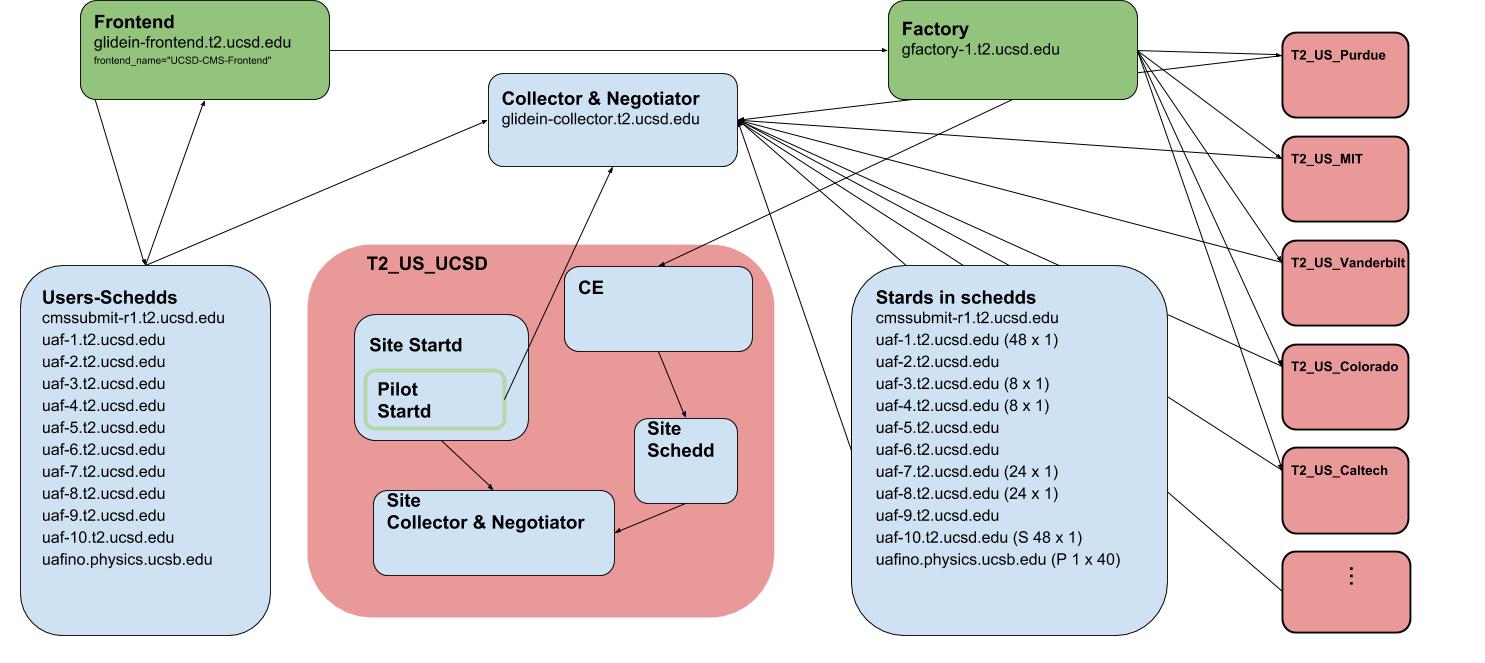 Frontend
glidein-frontend.t2.ucsd.edu
frontend_name="UCSD-CMS-Frontend"
Factory
gfactory-1.t2.ucsd.edu
Collector & Negotiator
glidein-collector.t2.ucsd.edu
Users-Schedds
cmssubmit-r1.t2.ucsd.edu
uaf-1.t2.ucsd.edu
uaf-2.t2.ucsd.edu
uaf-3.t2.ucsd.edu
uaf-4.t2.ucsd.edu
uaf-5.t2.ucsd.edu
uaf-6.t2.ucsd.edu
uaf-7.t2.ucsd.edu
uaf-8.t2.ucsd.edu
uaf-9.t2.ucsd.edu
uaf-10.t2.ucsd.edu
uafino.physics.ucsb.edu
T2_US_UCSD
CE
Site Startd
Pilot
Startd
Site
Schedd
Site
Collector & Negotiator
Stards in schedds
cmssubmit-r1.t2.ucsd.edu
uaf-1.t2.ucsd.edu (48 x 1)
uaf-2.t2.ucsd.edu
uaf-3.t2.ucsd.edu (8 x 1)
uaf-4.t2.ucsd.edu (8 x 1)
uaf-5.t2.ucsd.edu
uaf-6.t2.ucsd.edu
uaf-7.t2.ucsd.edu (24 x 1)
uaf-8.t2.ucsd.edu (24 x 1)
uaf-9.t2.ucsd.edu
uaf-10.t2.ucsd.edu (S 48 x 1)
uafino.physics.ucsb.edu (P 1 x 40)
T2_US_Purdue
T2_US_MIT
T2_US_Vanderbilt
T2_US_Colorado
T2_US_Caltech
⋮